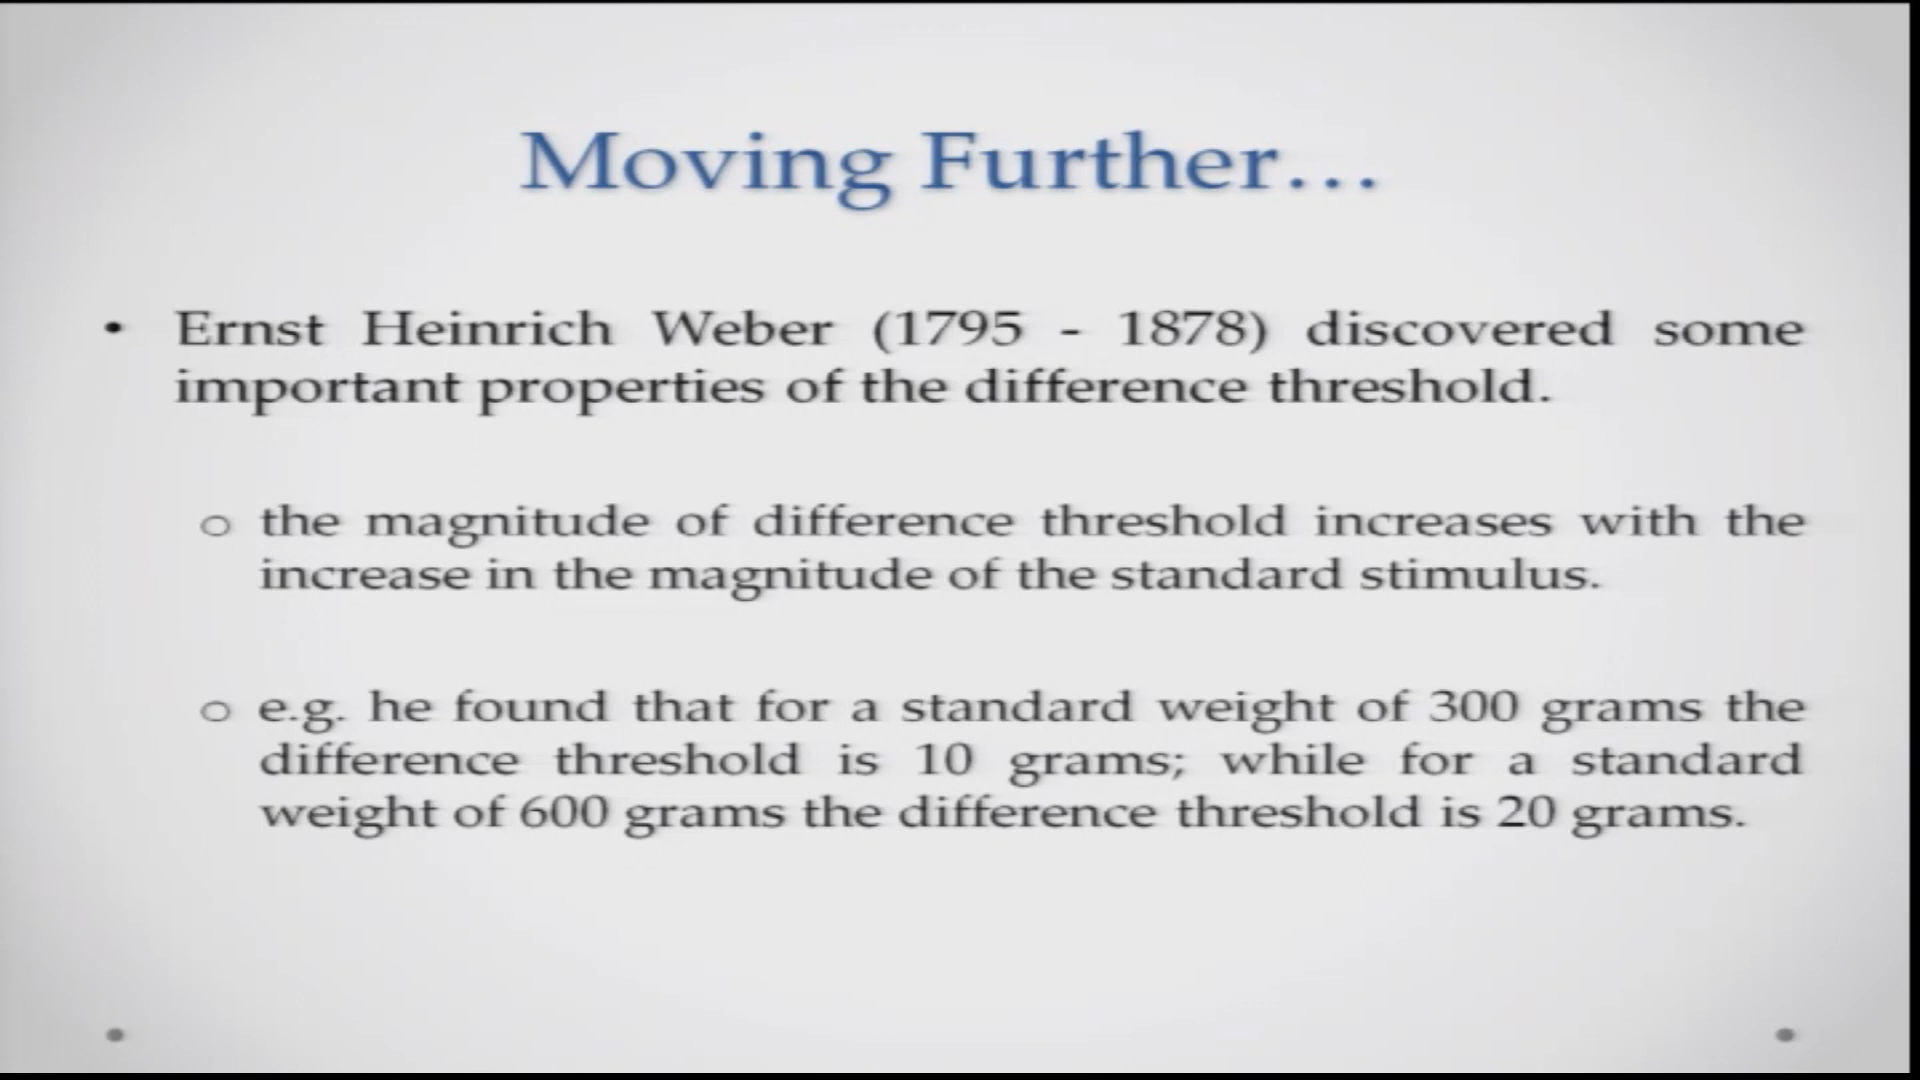 Moving Further...
• Ernst Heinrich Weber (1795 - 1878) discovered some
important properties of the difference threshold.
o the magnitude of difference threshold increases with the
increase in the magnitude of the standard stimulus.
o e.g. he found that for a standard weight of 300 grams the
difference threshold is 10 grams; while for a standard
weight of 600 grams the difference threshold is 20 grams.